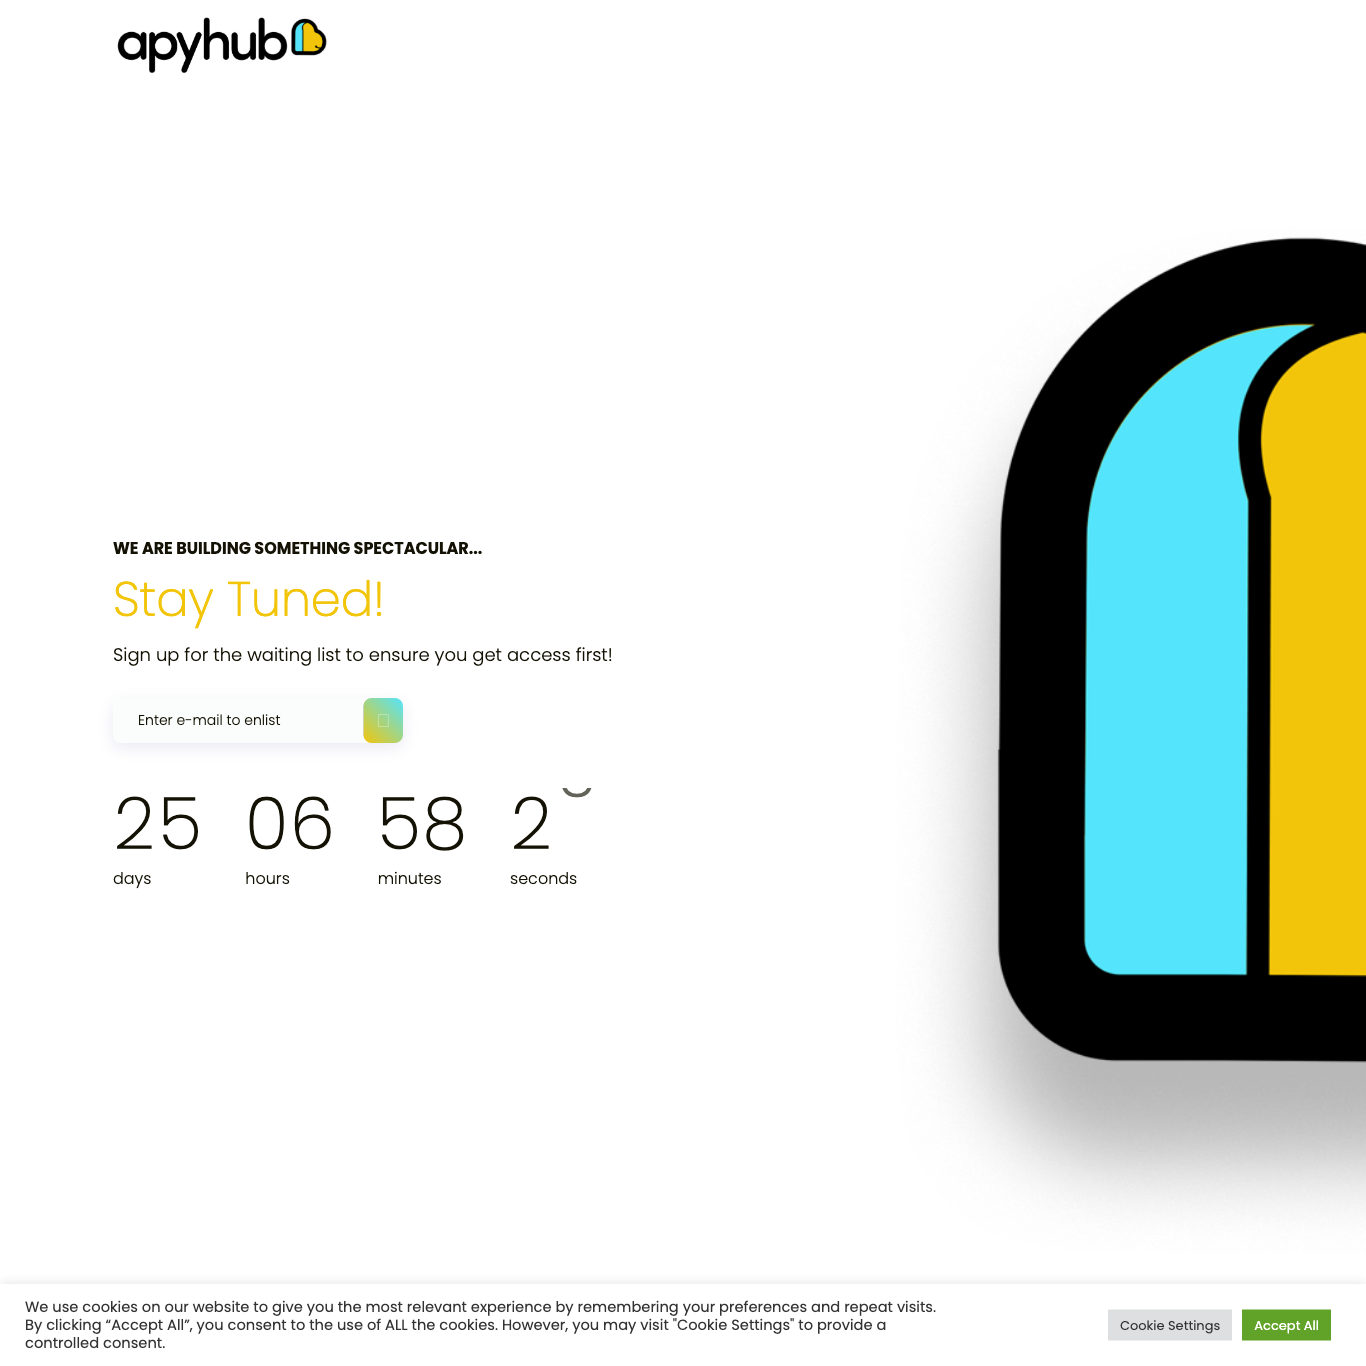 apyhub
WE ARE BUILDING SOMETHING SPECTACULAR...
Stay Tuned!
Sign up for the waiting list to ensure you get access first!
Enter e-mail to enlist
25 06 58 2
days hours minutes seconds
We use cookies on our website to give you the most relevant experience by remembering your preferences and repeat visits.
By clicking “Accept All”, you consent to the use of ALL the cookies. However, you may visit "Cookie Settings" to provide a
controlled consent.
Cookie Settings
Accept All